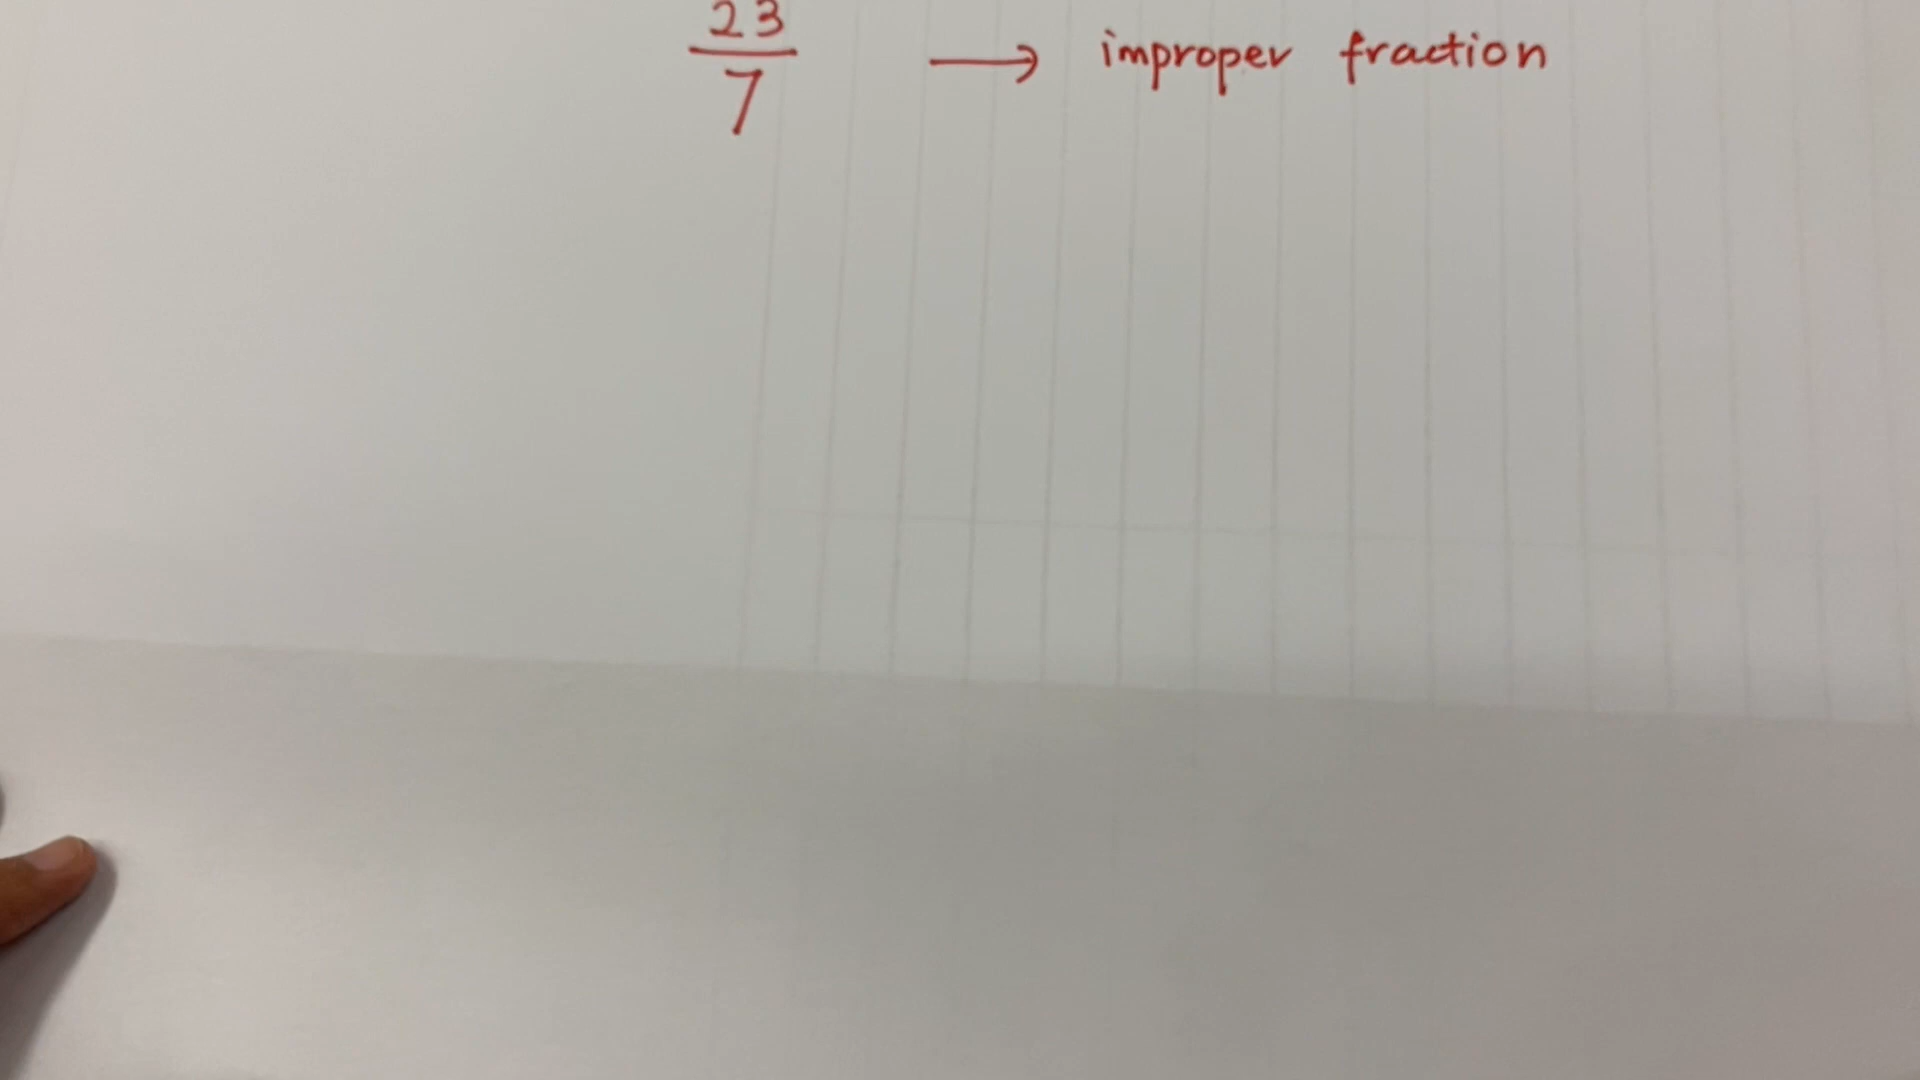 23/7 → improper fraction